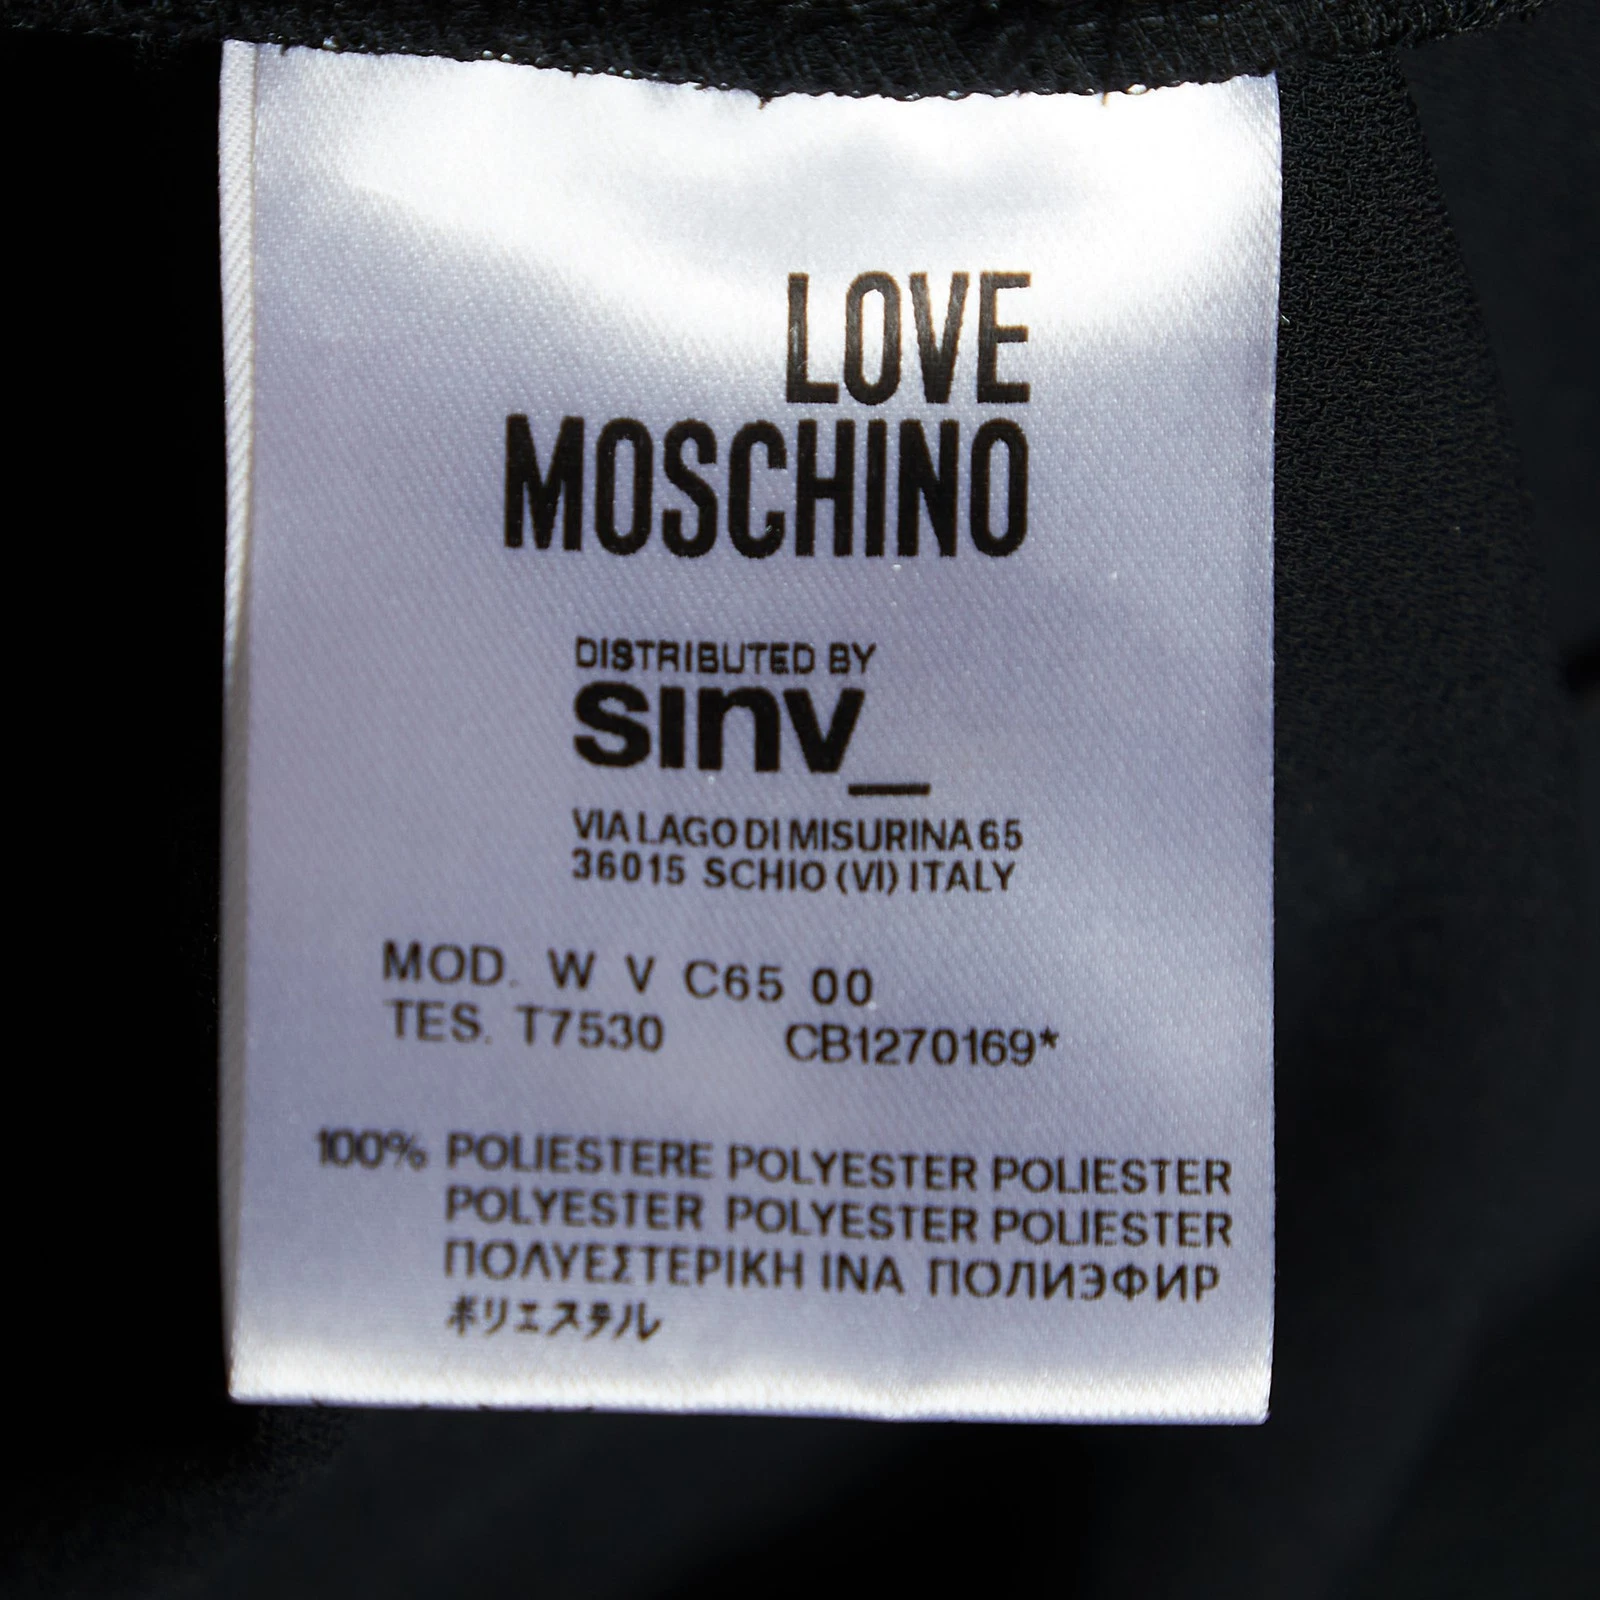 LOVE
MOSCHINO
DISTRIBUTED BY
sinv_
VIA LAGO DI MISURINA 65
36015 SCHIO (VI) ITALY
MOD. W V C65 00
TES. T7530 CB1270169*
100% POLIESTERE POLYESTER POLIESTER
POLYESTER POLYESTER POLIESTER
ΠΟΛΥΕΣΤΕΡΙΚΗ ΙΝΑ ПОЛИЭФИР
ポリエステル